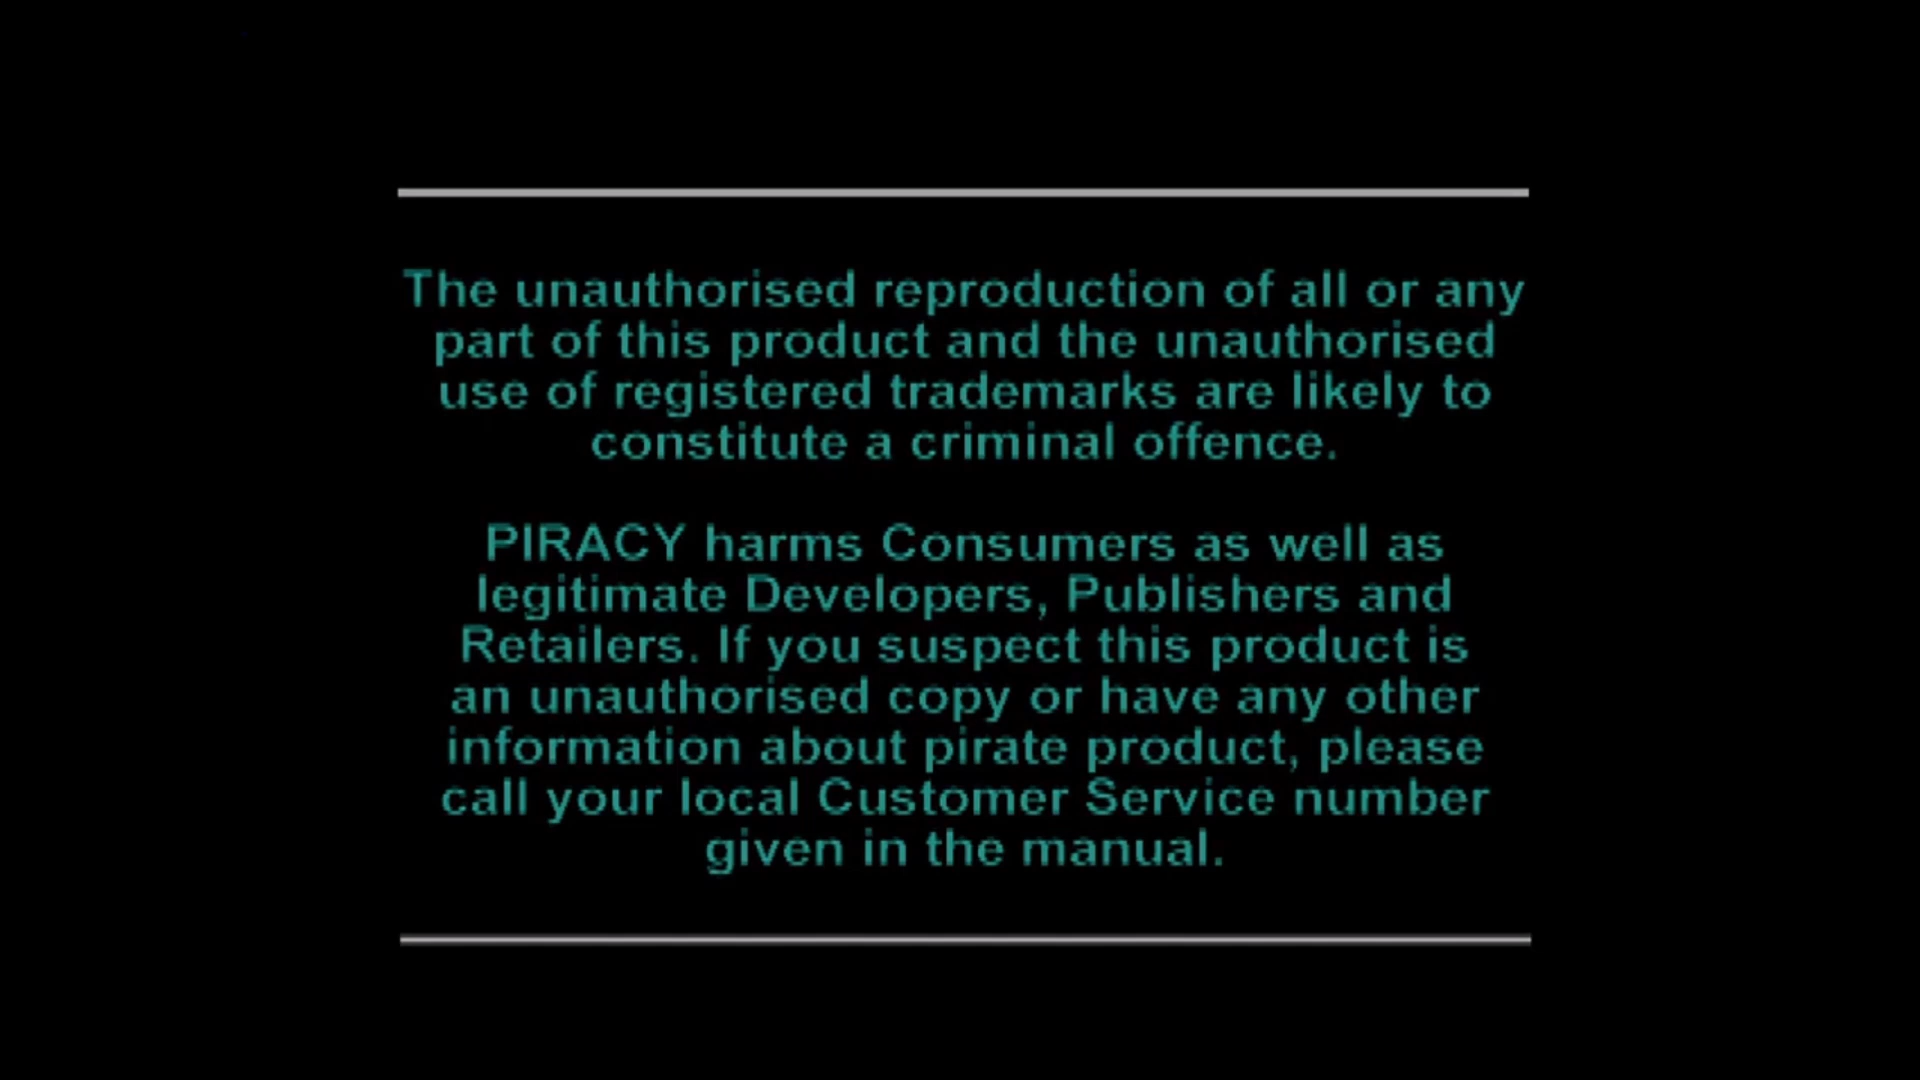 The unauthorised reproduction of all or any
part of this product and the unauthorised
use of registered trademarks are likely to
constitute a criminal offence.
PIRACY harms Consumers as well as
legitimate Developers, Publishers and
Retailers. If you suspect this product is
an unauthorised copy or have any other
information about pirate product, please
call your local Customer Service number
given in the manual.